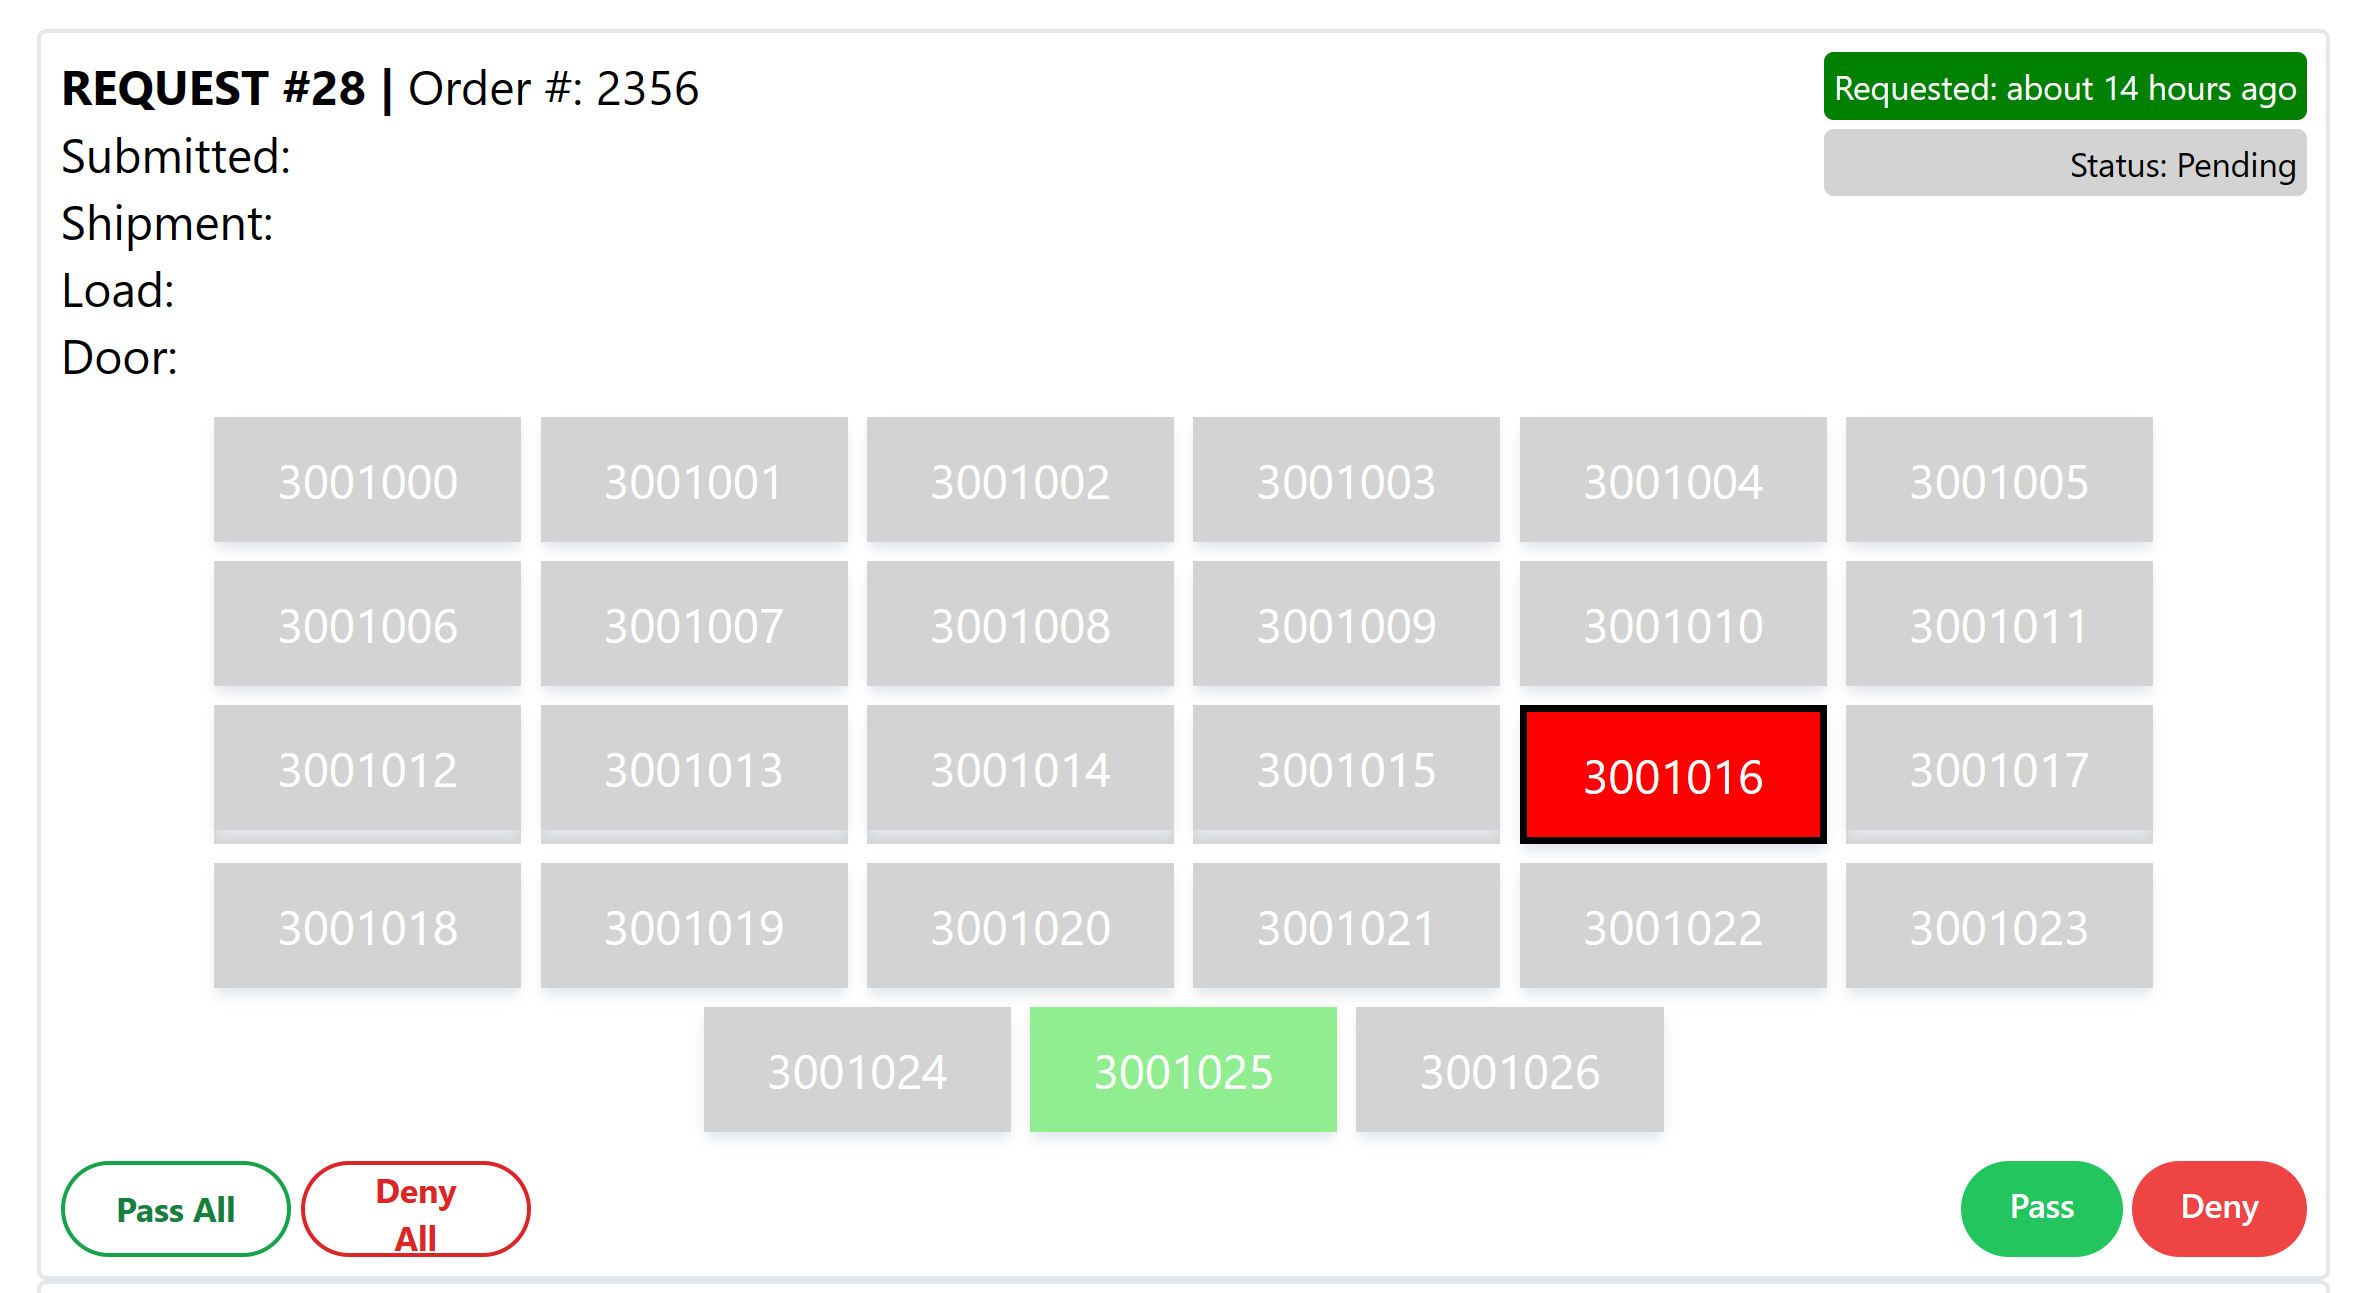 REQUEST #28 | Order #: 2356
Requested: about 14 hours ago
Submitted:
Status: Pending
Shipment:
Load:
Door:
3001000 3001001 3001002 3001003 3001004 3001005
3001006 3001007 3001008 3001009 3001010 3001011
3001012 3001013 3001014 3001015 3001016 3001017
3001018 3001019 3001020 3001021 3001022 3001023
3001024 3001025 3001026
Pass All
Deny
All
Pass
Deny